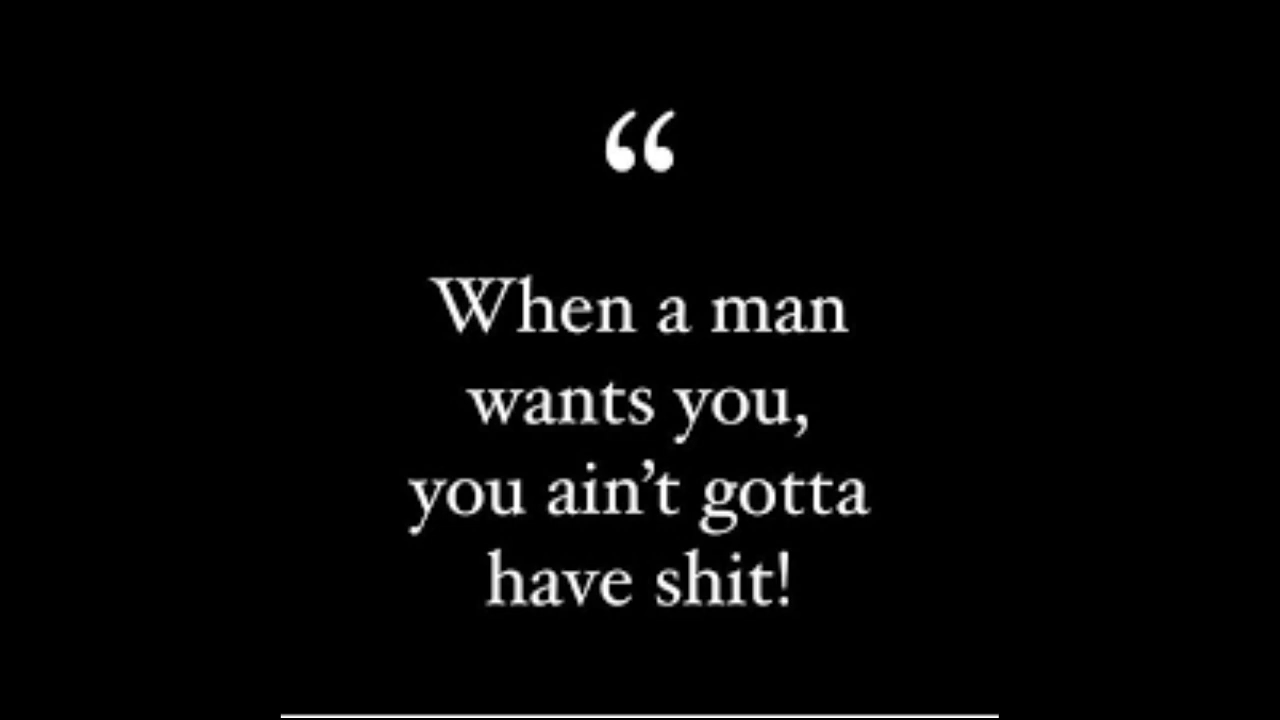 “
When a man
wants you,
you ain’t gotta
have shit!